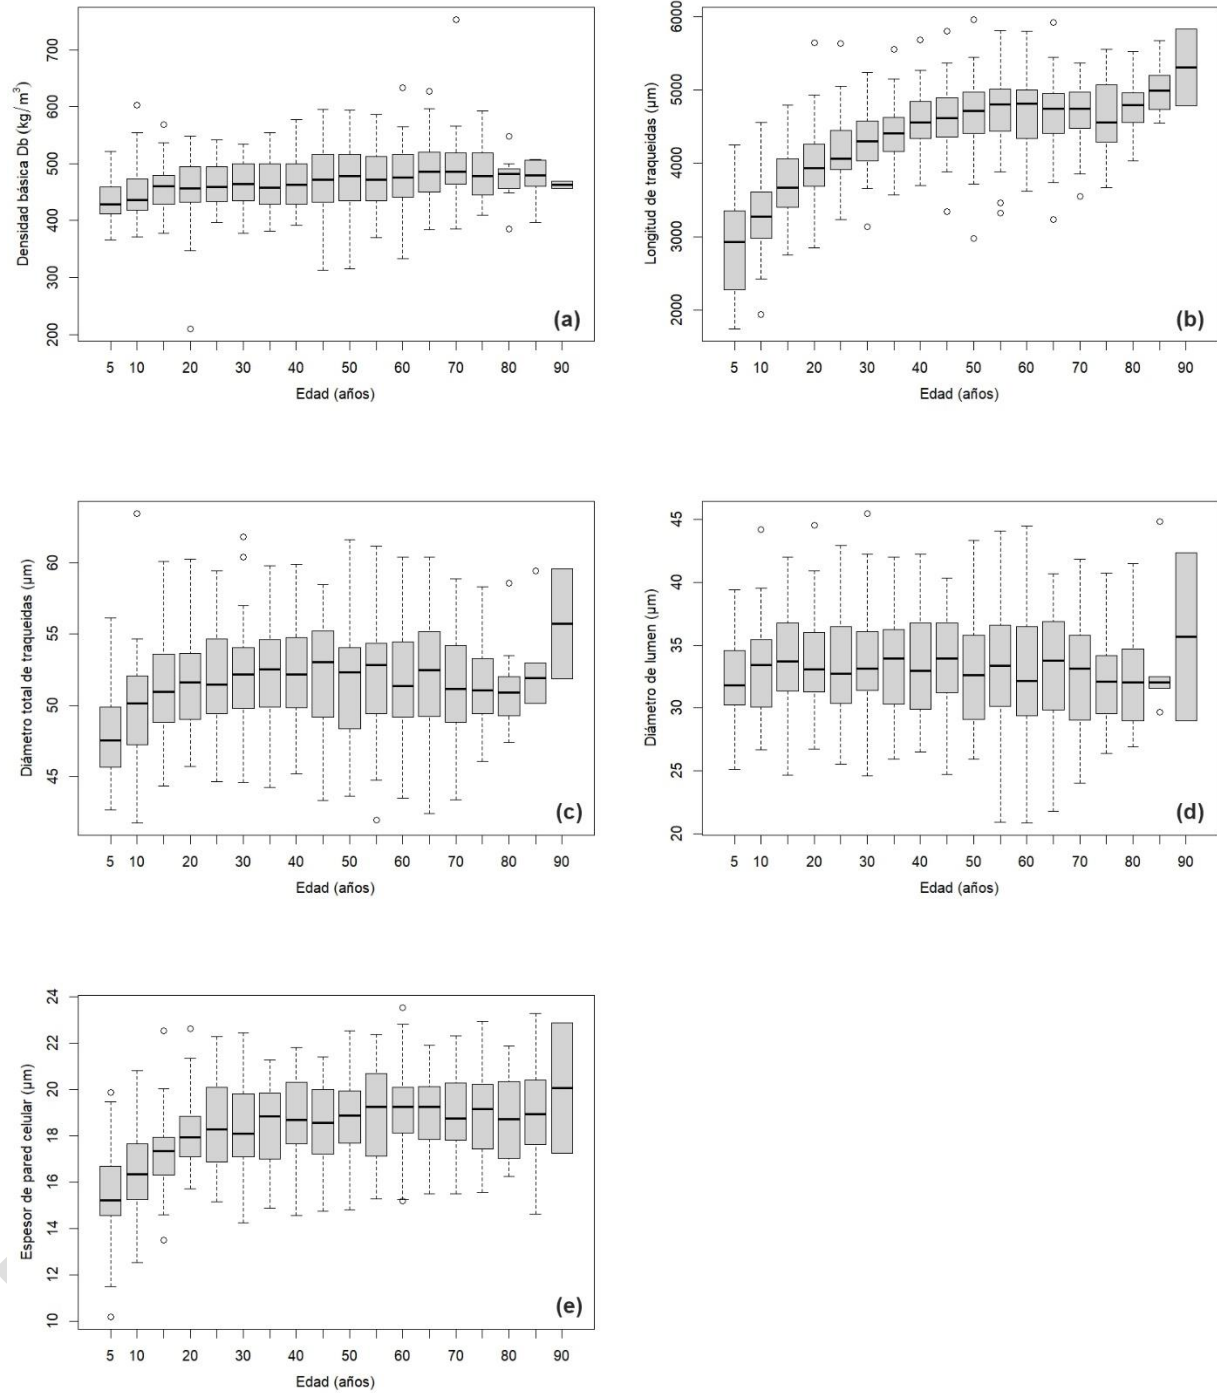 700
600
500
400
300
200
Densidad básica Db (kg/m³)
5 10 20 30 40 50 60 70 80 90
Edad (años)
(a)
6000
5000
4000
3000
2000
Longitud de traqueidas (µm)
5 10 20 30 40 50 60 70 80 90
Edad (años)
(b)
60
55
50
45
Diámetro total de traqueidas (µm)
5 10 20 30 40 50 60 70 80 90
Edad (años)
(c)
45
40
35
30
25
20
Diámetro de lumen (µm)
5 10 20 30 40 50 60 70 80 90
Edad (años)
(d)
24
22
20
18
16
14
12
10
Espesor de pared celular (µm)
5 10 20 30 40 50 60 70 80 90
Edad (años)
(e)